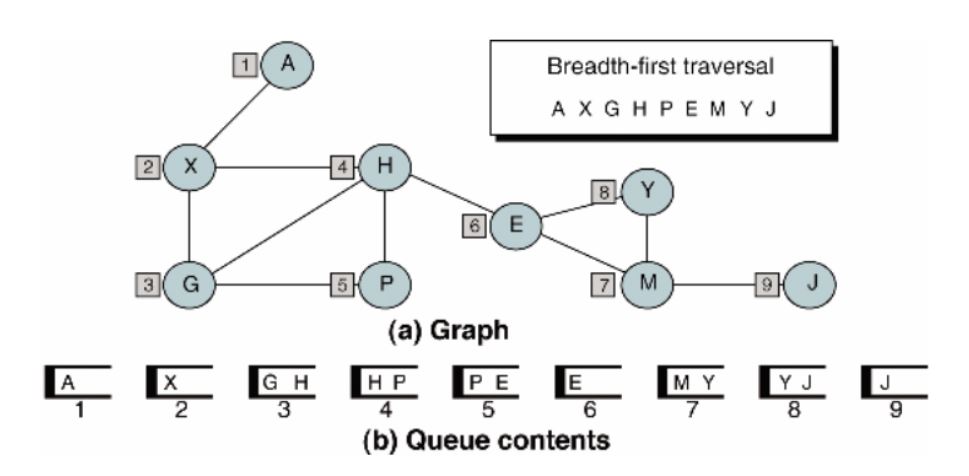 1 A
Breadth-first traversal
A X G H P E M Y J
2 X
4 H
8 Y
6 E
3 G
5 P
7 M
9 J
(a) Graph
A
X
G H
H P
P E
E
M Y
Y J
J
1 2 3 4 5 6 7 8 9
(b) Queue contents